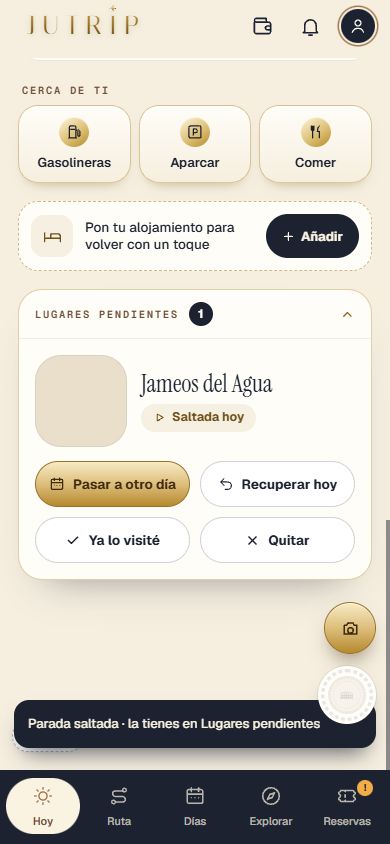 JUTRIP
CERCA DE TI
Gasolineras
Aparcar
Comer
Pon tu alojamiento para
volver con un toque
+ Añadir
LUGARES PENDIENTES 1
Jameos del Agua
Saltada hoy
Pasar a otro día
Recuperar hoy
Ya lo visité
Quitar
Parada saltada · la tienes en Lugares pendientes
!
Hoy
Ruta
Días
Explorar
Reservas